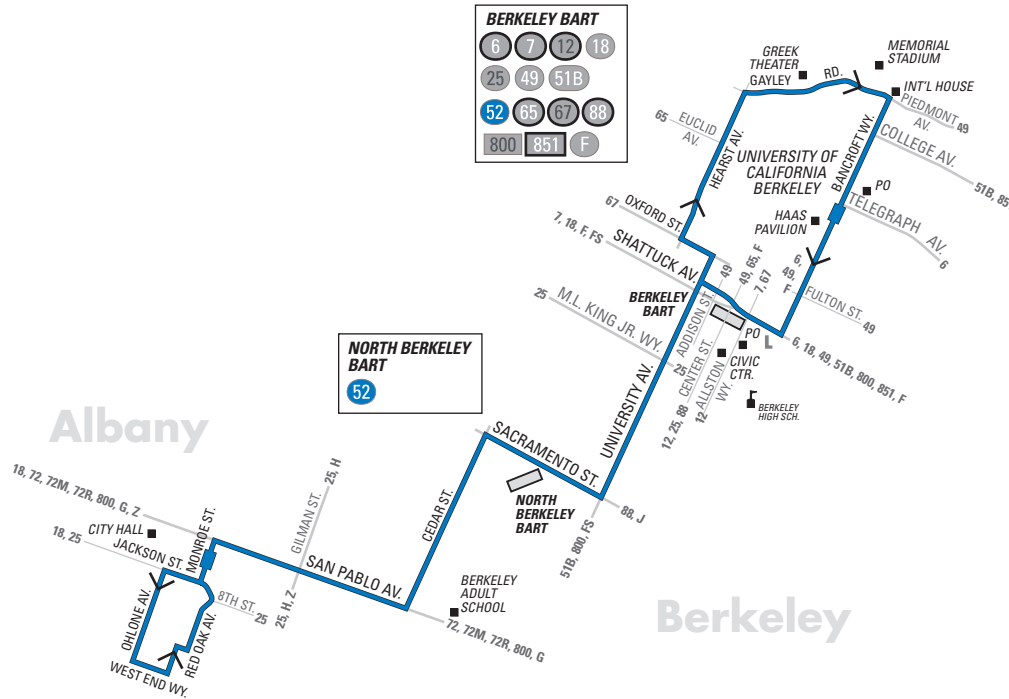 BERKELEY BART
6 7 12 18
25 49 51B
52 65 67 88
800 851 F
GREEK
THEATER
GAYLEY
RD.
MEMORIAL
STADIUM
INT'L HOUSE
PIEDMONT
AV.
49
EUCLID
AV.
65
HEARST AV.
UNIVERSITY OF
CALIFORNIA
BERKELEY
BANCROFT WY.
COLLEGE AV.
PO
TELEGRAPH AV.
6
HAAS
PAVILION
67
OXFORD ST.
7, 18, F, FS
SHATTUCK AV.
49
49, 65, F
7, 67
6,
49,
F
FULTON ST.
49
25
M.L. KING JR. WY.
25
BERKELEY
BART
ADDISON ST.
CENTER ST.
12, 25, 88
ALLSTON
WY.
12
PO
L
CIVIC
CTR.
BERKELEY
HIGH SCH.
6, 18, 49, 51B, 800, 851, F
NORTH BERKELEY
BART
52
UNIVERSITY AV.
Albany
SACRAMENTO ST.
NORTH
BERKELEY
BART
88, J
51B, 800, FS
CEDAR ST.
18, 72, 72M, 72R, 800, G, Z
CITY HALL
MONROE ST.
GILMAN ST.
25, H
25, H, Z
18, 25
JACKSON ST.
SAN PABLO AV.
BERKELEY
ADULT
SCHOOL
72, 72M, 72R, 800, G
8TH ST.
25
OHLONE AV.
RED OAK AV.
WEST END WY.
Berkeley